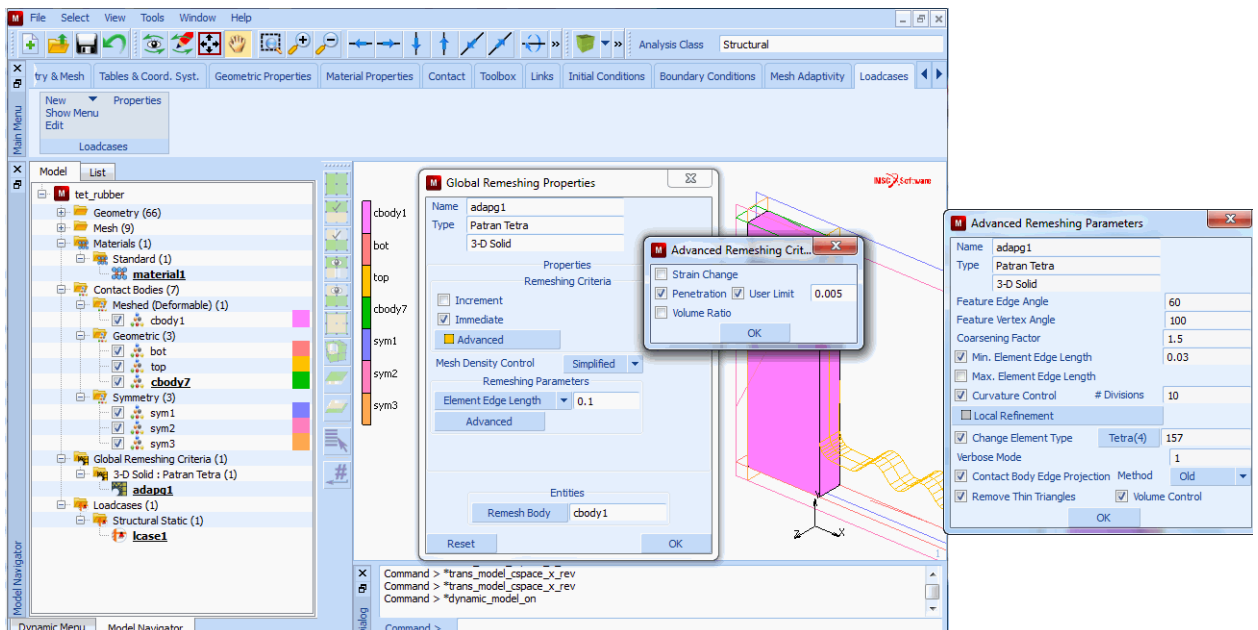 File Select View Tools Window Help
Analysis Class Structural
try & Mesh Tables & Coord. Syst. Geometric Properties Material Properties Contact Toolbox Links Initial Conditions Boundary Conditions Mesh Adaptivity Loadcases
Main Menu
New Properties
Show Menu
Edit
Loadcases
Model List
tet_rubber
Geometry (66)
Mesh (9)
Materials (1)
Standard (1)
material1
Contact Bodies (7)
Meshed (Deformable) (1)
cbody1
Geometric (3)
bot
top
cbody7
Symmetry (3)
sym1
sym2
sym3
Global Remeshing Criteria (1)
3-D Solid : Patran Tetra (1)
adapg1
Loadcases (1)
Structural Static (1)
lcase1
Model Navigator
Dynamic Menu Model Navigator
cbody1
bot
top
cbody7
sym1
sym2
sym3
MSC Software
Global Remeshing Properties
Name adapg1
Type Patran Tetra
3-D Solid
Properties
Remeshing Criteria
Increment
Immediate
Advanced
Mesh Density Control Simplified
Remeshing Parameters
Element Edge Length 0.1
Advanced
Entities
Remesh Body cbody1
Reset OK
Advanced Remeshing Crit...
Strain Change
Penetration User Limit 0.005
Volume Ratio
OK
Y
Z X
1
Command > *trans_model_cspace_x_rev
Command > *trans_model_cspace_x_rev
Command > *dynamic_model_on
Command >
Dialog
Advanced Remeshing Parameters
Name adapg1
Type Patran Tetra
3-D Solid
Feature Edge Angle 60
Feature Vertex Angle 100
Coarsening Factor 1.5
Min. Element Edge Length 0.03
Max. Element Edge Length
Curvature Control # Divisions 10
Local Refinement
Change Element Type Tetra(4) 157
Verbose Mode 1
Contact Body Edge Projection Method Old
Remove Thin Triangles Volume Control
OK